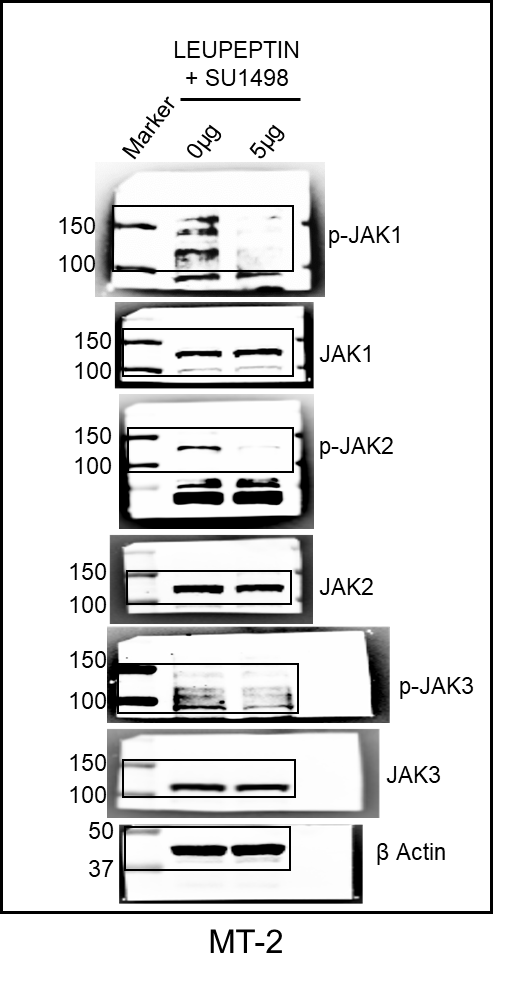 LEUPEPTIN
+ SU1498
Marker
0µg
5µg
150
100
p-JAK1
150
100
JAK1
150
100
p-JAK2
150
100
JAK2
150
100
p-JAK3
150
100
JAK3
50
37
β Actin
MT-2